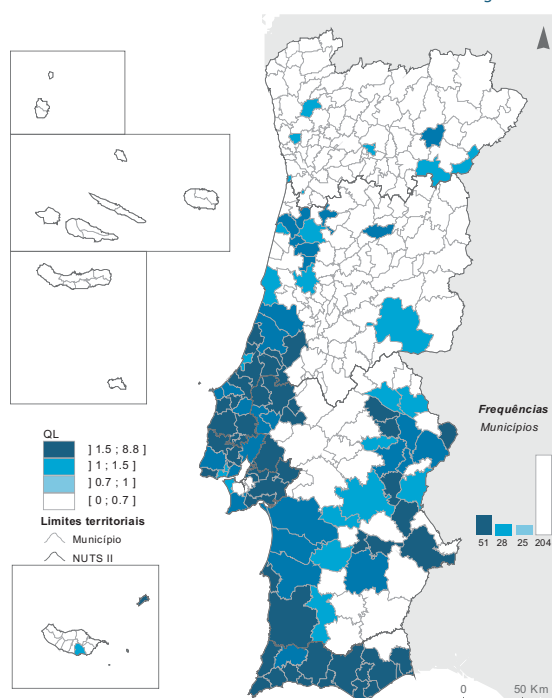 QL
] 1.5 ; 8.8 ]
] 1 ; 1.5 ]
] 0.7 ; 1 ]
[ 0 ; 0.7 ]
Limites territoriais
Município
NUTS II
Frequências
Municípios
51 28 25 204
0 50 Km